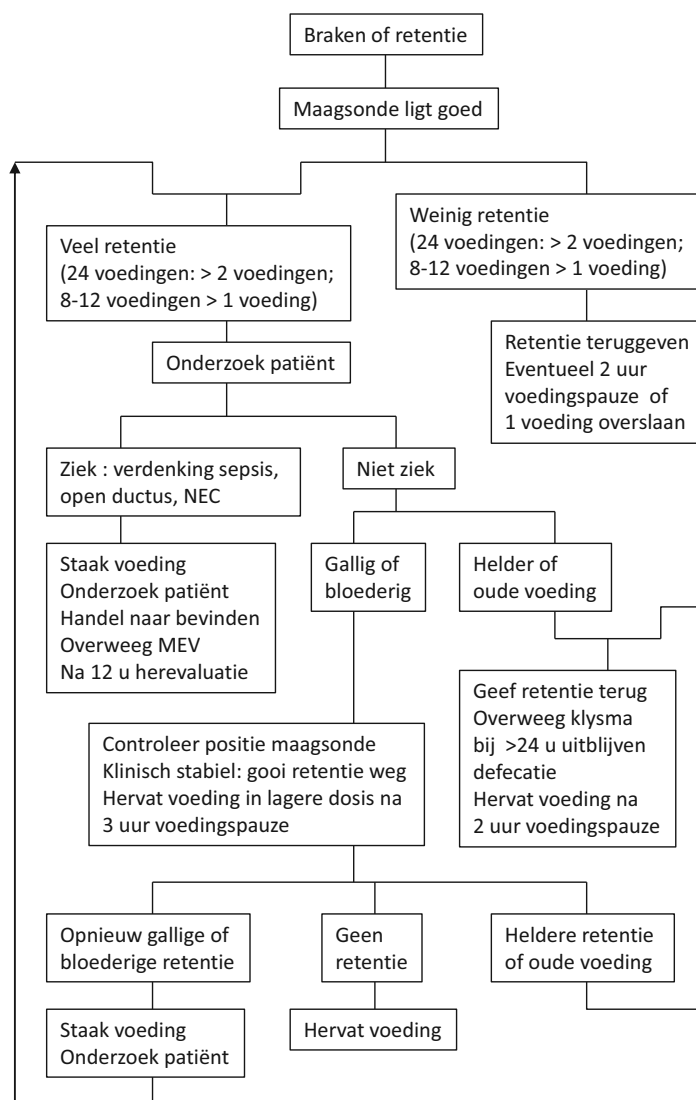 Braken of retentie
Maagsonde ligt goed
Veel retentie
(24 voedingen: > 2 voedingen;
8-12 voedingen > 1 voeding)
Weinig retentie
(24 voedingen: > 2 voedingen;
8-12 voedingen > 1 voeding)
Onderzoek patiënt
Retentie teruggeven
Eventueel 2 uur
voedingspauze of
1 voeding overslaan
Ziek : verdenking sepsis,
open ductus, NEC
Niet ziek
Staak voeding
Onderzoek patiënt
Handel naar bevinden
Overweeg MEV
Na 12 u herevaluatie
Gallig of
bloederig
Helder of
oude voeding
Geef retentie terug
Overweeg klysma
bij >24 u uitblijven
defecatie
Hervat voeding na
2 uur voedingspauze
Controleer positie maagsonde
Klinisch stabiel: gooi retentie weg
Hervat voeding in lagere dosis na
3 uur voedingspauze
Opnieuw gallige of
bloederige retentie
Geen
retentie
Heldere retentie
of oude voeding
Staak voeding
Onderzoek patiënt
Hervat voeding